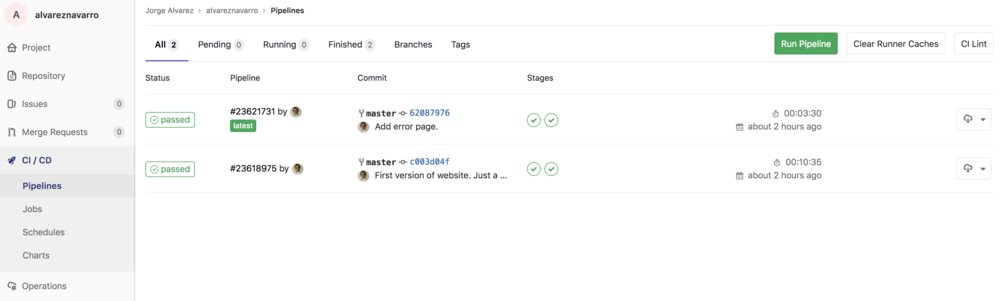 A alvareznavarro
Project
Repository
Issues 0
Merge Requests 0
CI / CD
Pipelines
Jobs
Schedules
Charts
Operations
Jorge Alvarez > alvareznavarro > Pipelines
All 2 Pending 0 Running 0 Finished 2 Branches Tags Run Pipeline Clear Runner Caches CI Lint
Status Pipeline Commit Stages
passed #23621731 by master 62087976 00:03:30
latest Add error page. about 2 hours ago
passed #23618975 by master c003d04f 00:10:35
First version of website. Just a ... about 2 hours ago